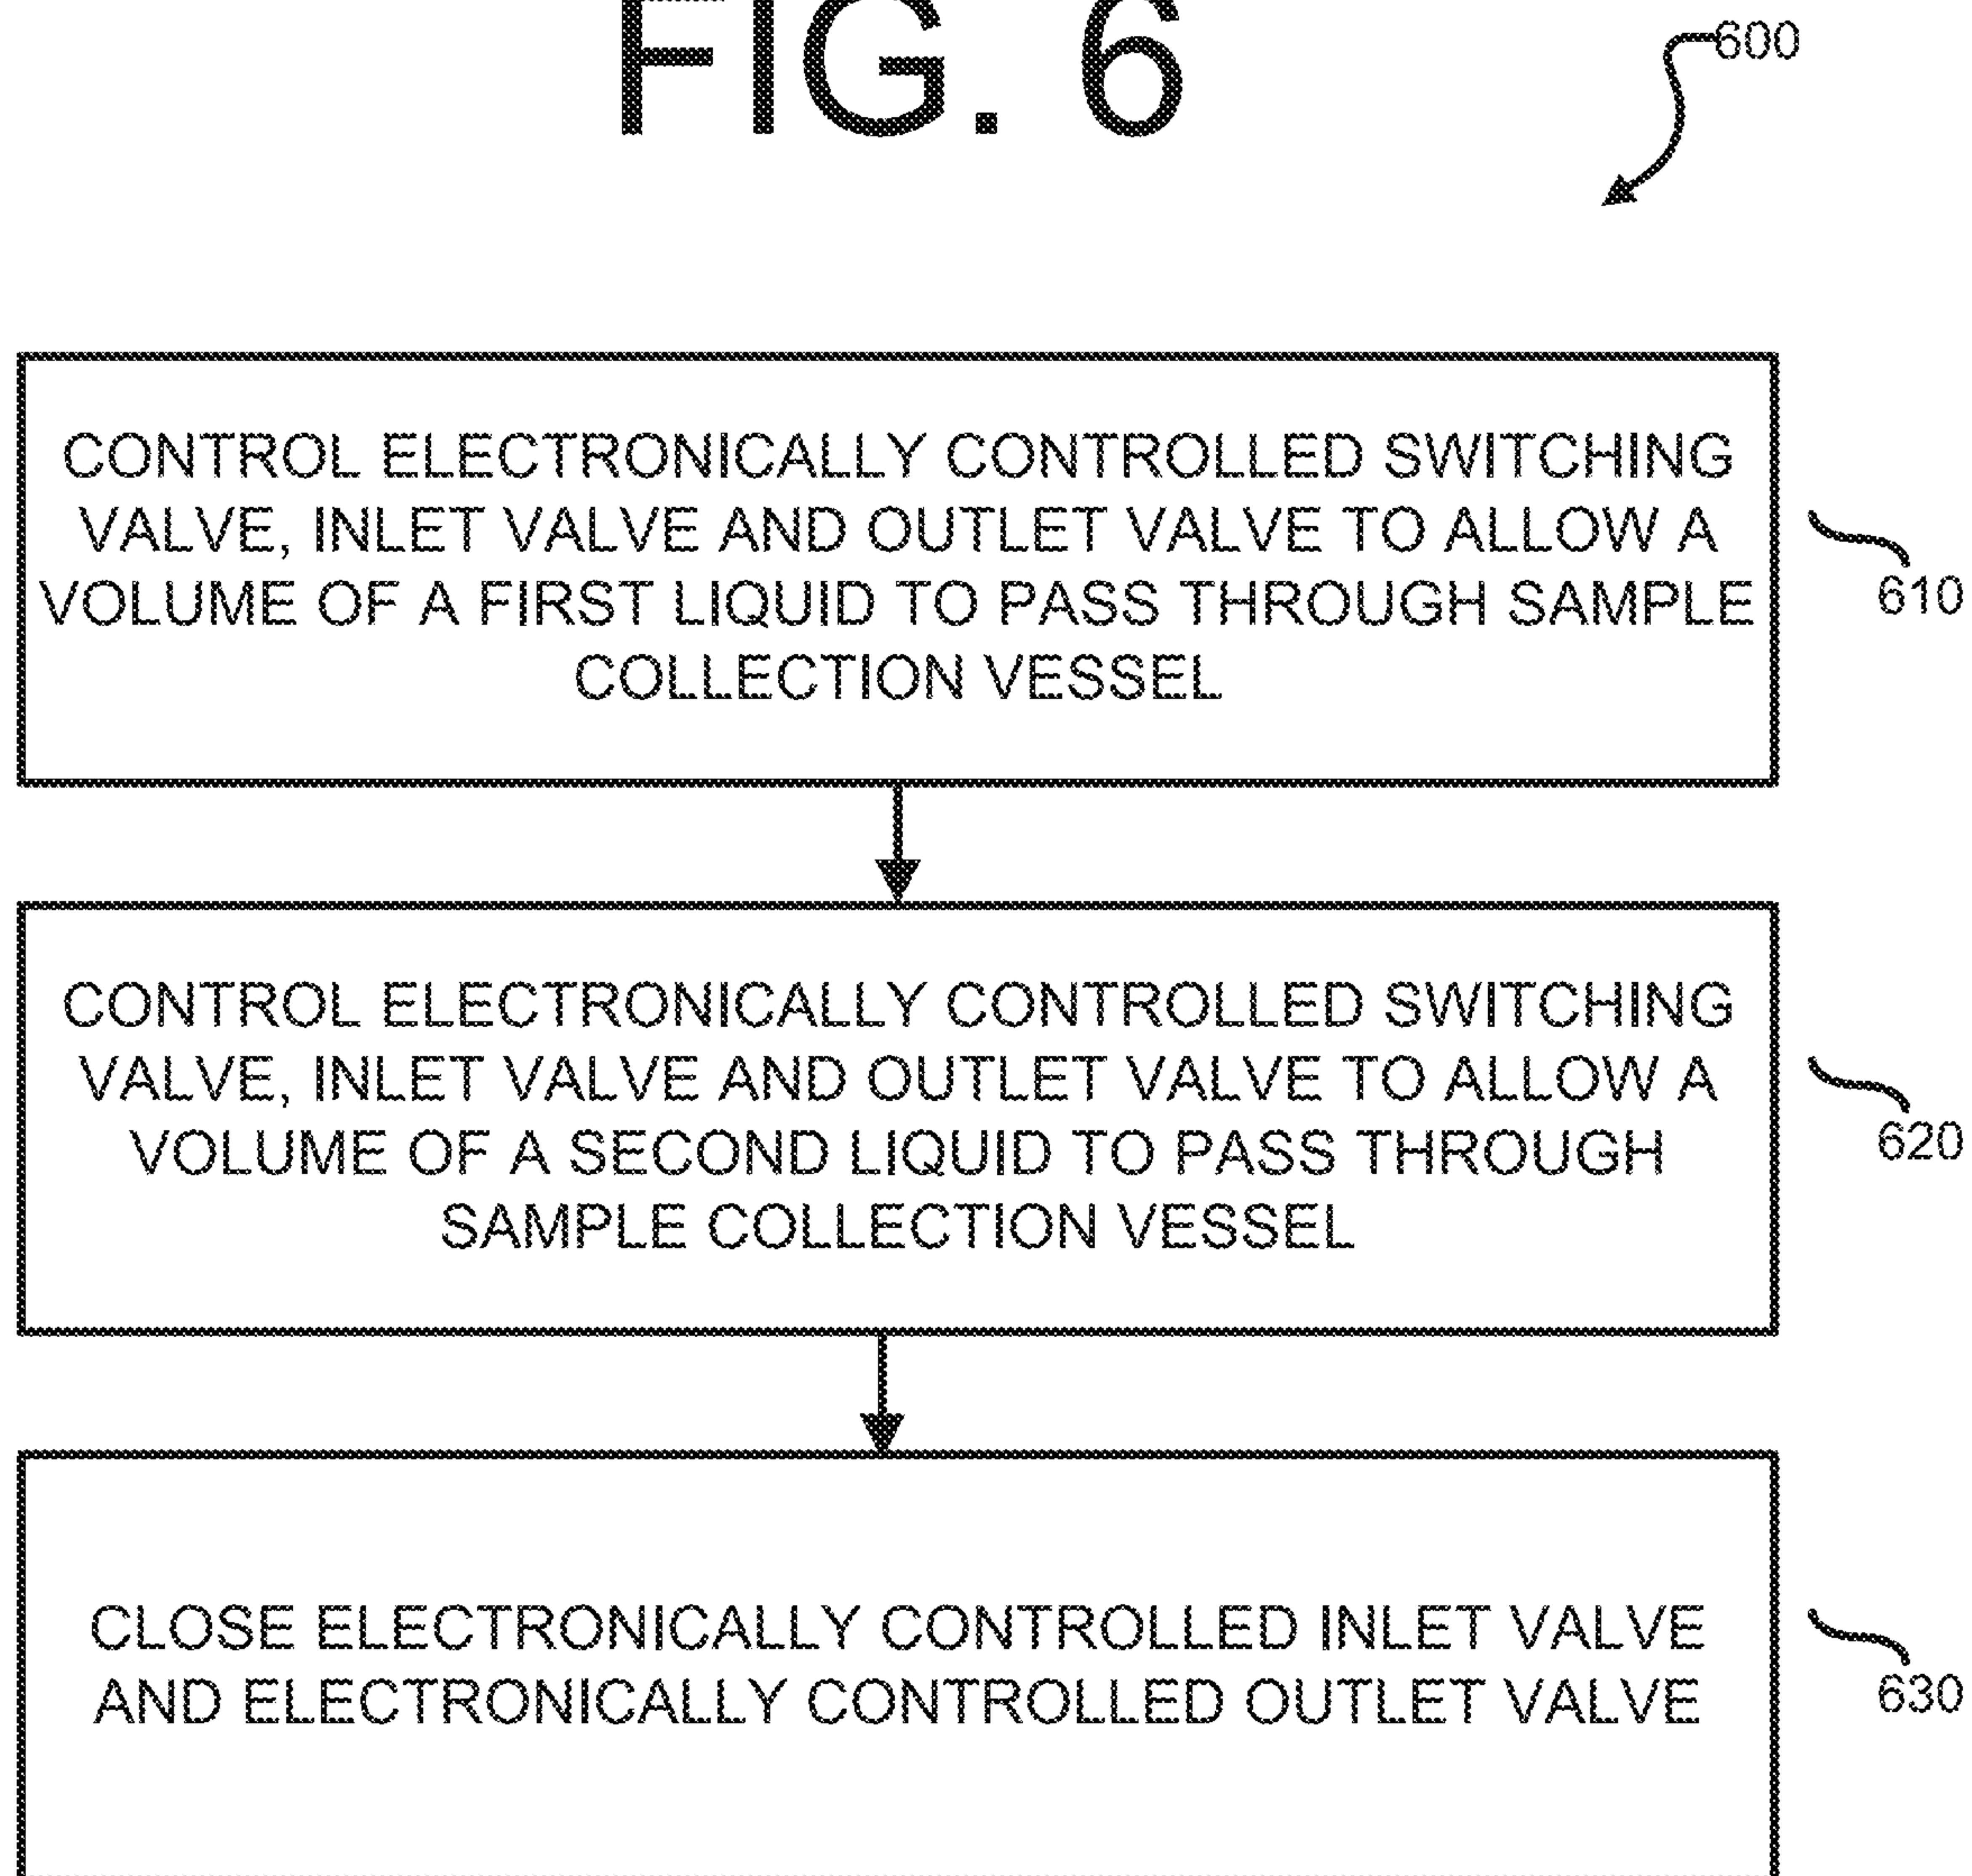 FIG. 6
600
CONTROL ELECTRONICALLY CONTROLLED SWITCHING
VALVE, INLET VALVE AND OUTLET VALVE TO ALLOW A
VOLUME OF A FIRST LIQUID TO PASS THROUGH SAMPLE
COLLECTION VESSEL
610
CONTROL ELECTRONICALLY CONTROLLED SWITCHING
VALVE, INLET VALVE AND OUTLET VALVE TO ALLOW A
VOLUME OF A SECOND LIQUID TO PASS THROUGH
SAMPLE COLLECTION VESSEL
620
CLOSE ELECTRONICALLY CONTROLLED INLET VALVE
AND ELECTRONICALLY CONTROLLED OUTLET VALVE
630